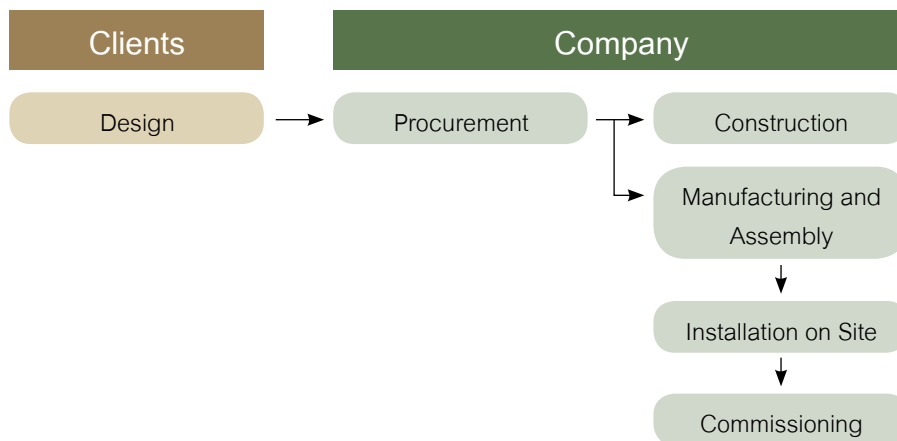 Clients
Company
Design
Procurement
Construction
Manufacturing and
Assembly
Installation on Site
Commissioning